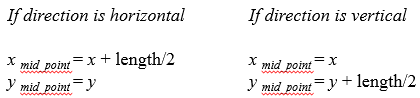 If direction is horizontal
x mid_point = x + length/2
y mid_point = y
If direction is vertical
x mid_point = x
y mid_point = y + length/2